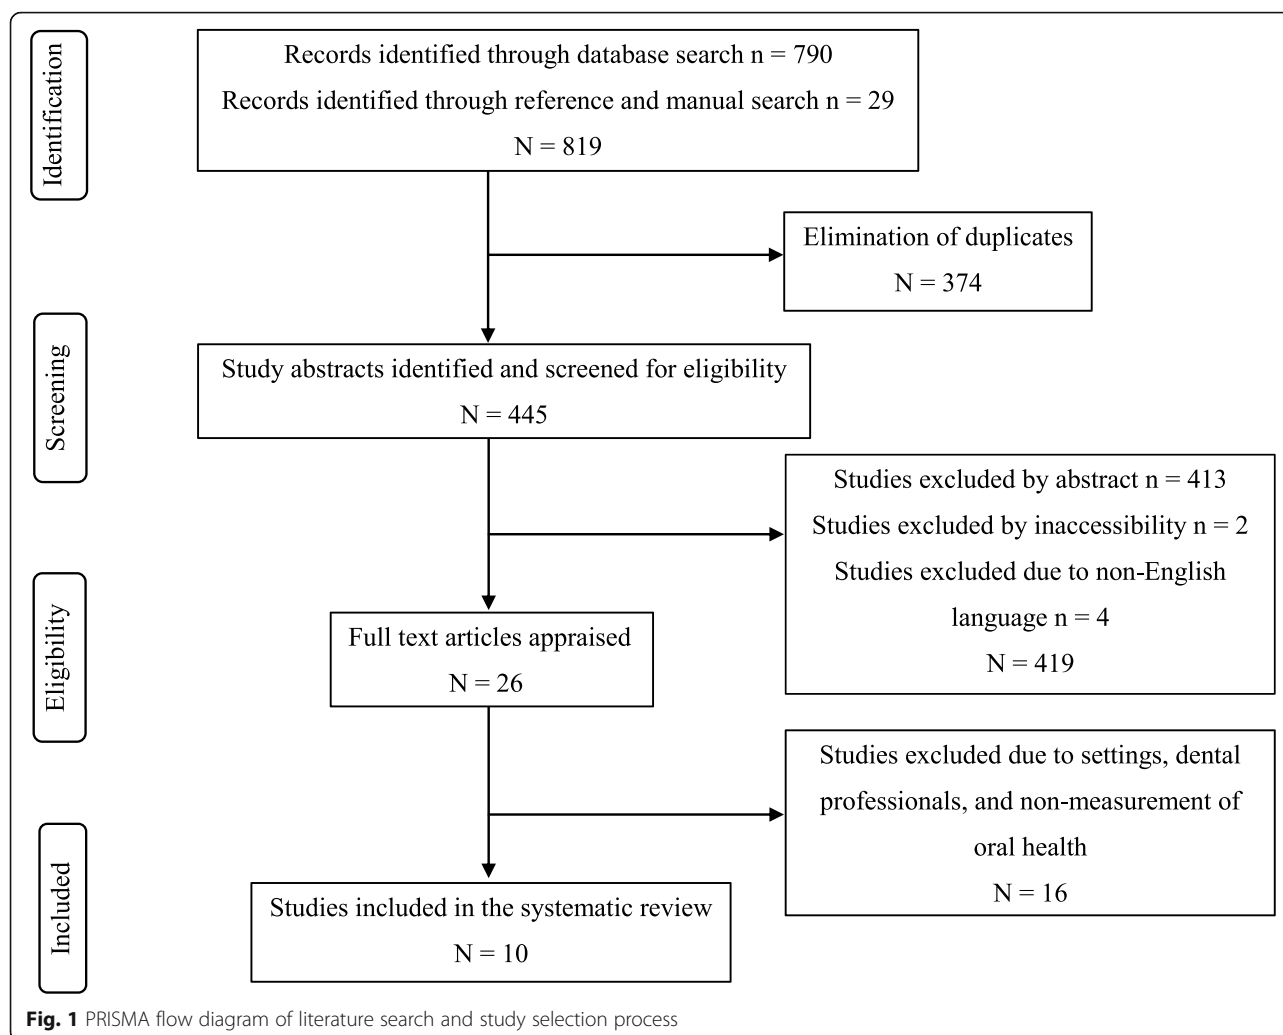 Identification
Records identified through database search n = 790
Records identified through reference and manual search n = 29
N = 819
Elimination of duplicates
N = 374
Screening
Study abstracts identified and screened for eligibility
N = 445
Studies excluded by abstract n = 413
Studies excluded by inaccessibility n = 2
Studies excluded due to non-English
language n = 4
N = 419
Eligibility
Full text articles appraised
N = 26
Studies excluded due to settings, dental
professionals, and non-measurement of
oral health
N = 16
Included
Studies included in the systematic review
N = 10
Fig. 1 PRISMA flow diagram of literature search and study selection process